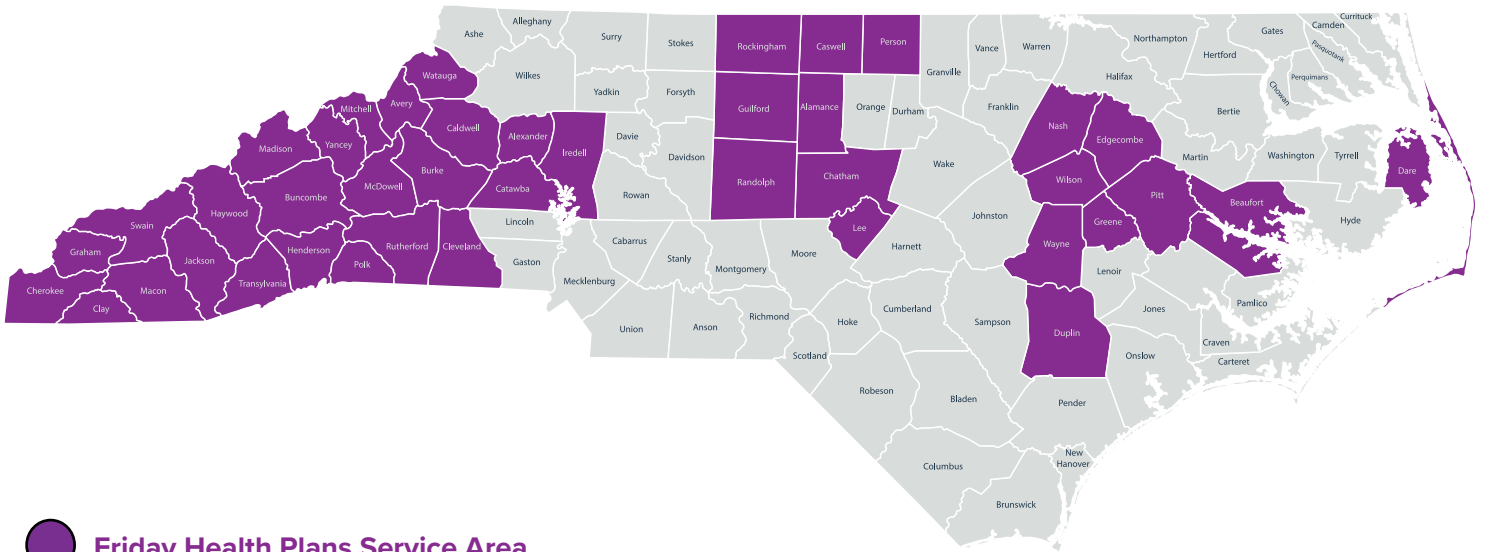 Ashe
Alleghany
Surry
Stokes
Rockingham
Caswell
Person
Granville
Vance
Warren
Northampton
Halifax
Hertford
Gates
Camden
Currituck
Pasquotank
Perquimans
Chowan
Bertie
Watauga
Wilkes
Yadkin
Forsyth
Guilford
Alamance
Orange
Durham
Franklin
Nash
Edgecombe
Martin
Washington
Tyrrell
Dare
Mitchell
Avery
Caldwell
Alexander
Iredell
Davie
Davidson
Randolph
Chatham
Wake
Wilson
Pitt
Beaufort
Hyde
Madison
Yancey
Burke
McDowell
Catawba
Rowan
Buncombe
Haywood
Swain
Graham
Cherokee
Clay
Macon
Jackson
Transylvania
Henderson
Polk
Rutherford
Cleveland
Lincoln
Gaston
Mecklenburg
Cabarrus
Stanly
Montgomery
Moore
Lee
Harnett
Johnston
Wayne
Greene
Lenoir
Jones
Pamlico
Craven
Carteret
Union
Anson
Richmond
Scotland
Hoke
Cumberland
Sampson
Duplin
Onslow
Robeson
Bladen
Pender
Columbus
New
Hanover
Brunswick
Friday Health Plans Service Area